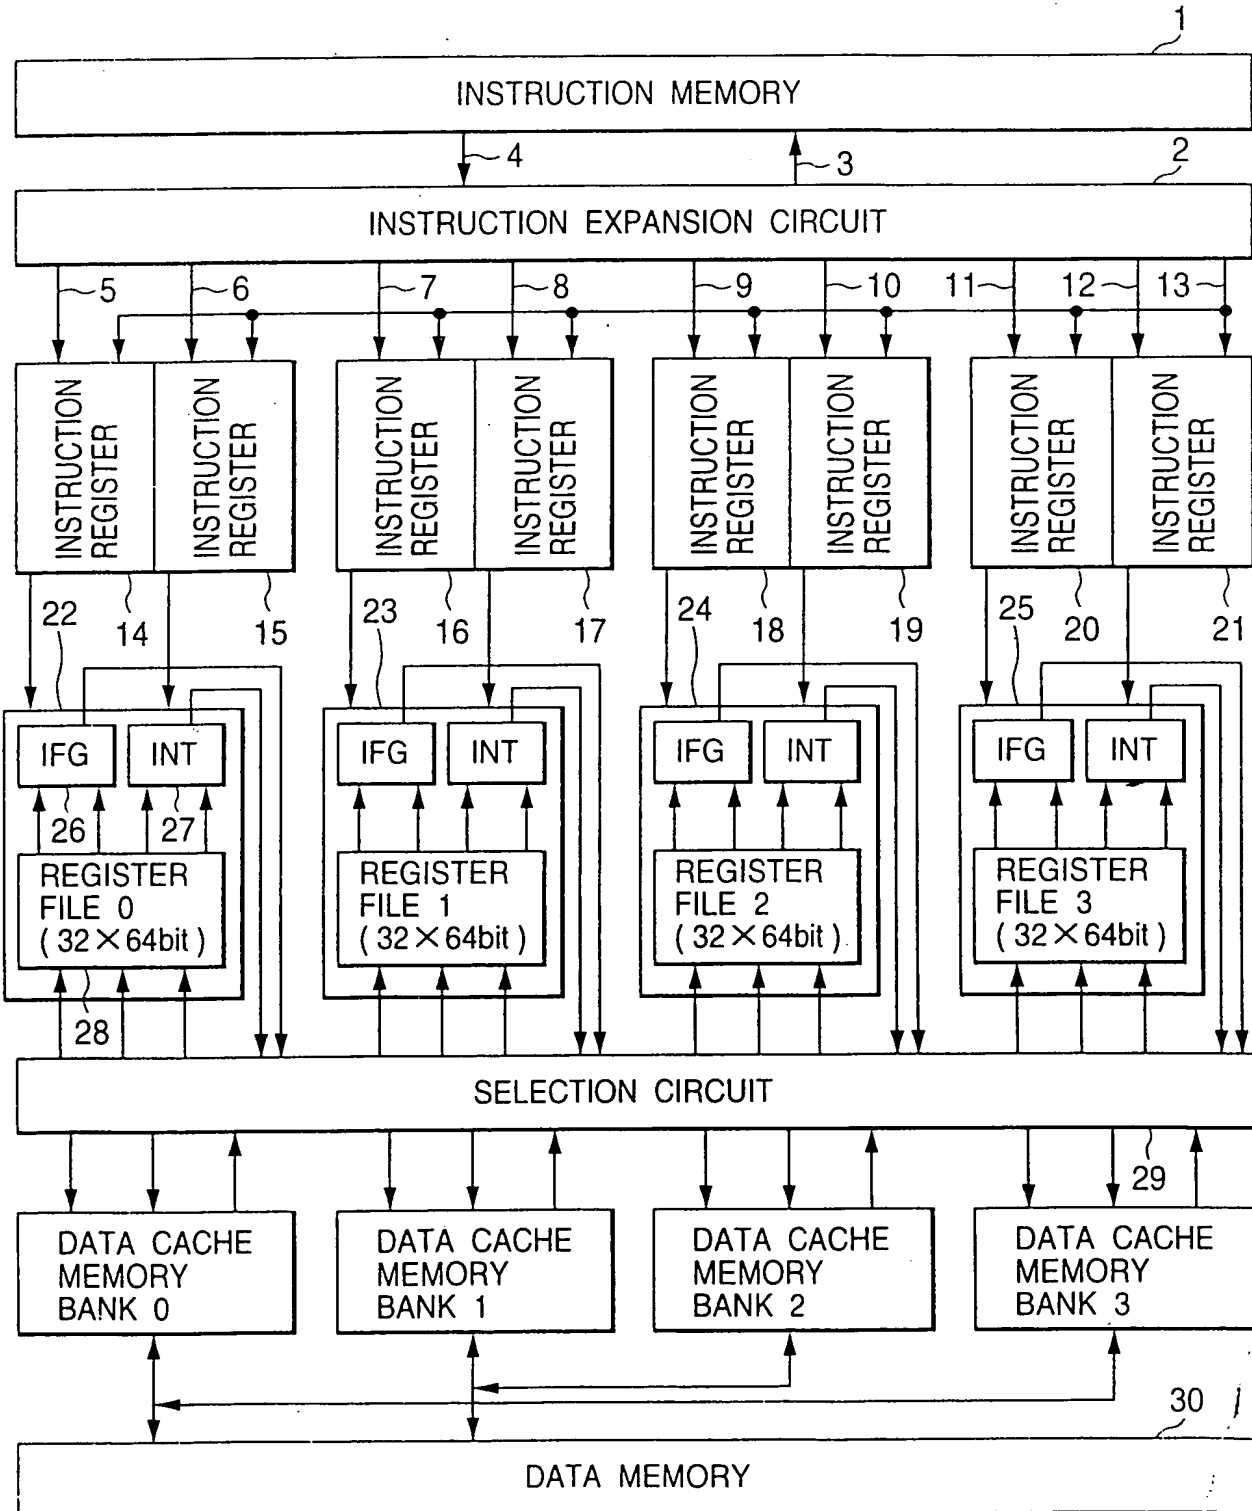 1
INSTRUCTION MEMORY
4
3
2
INSTRUCTION EXPANSION CIRCUIT
5
6
7
8
9
10
11
12
13
INSTRUCTION
REGISTER
INSTRUCTION
REGISTER
INSTRUCTION
REGISTER
INSTRUCTION
REGISTER
INSTRUCTION
REGISTER
INSTRUCTION
REGISTER
INSTRUCTION
REGISTER
INSTRUCTION
REGISTER
22
14
15
23
16
17
24
18
19
25
20
21
IFG
INT
IFG
INT
IFG
INT
IFG
INT
26
27
REGISTER
FILE 0
(32×64bit)
REGISTER
FILE 1
(32×64bit)
REGISTER
FILE 2
(32×64bit)
REGISTER
FILE 3
(32×64bit)
28
SELECTION CIRCUIT
29
DATA CACHE
MEMORY
BANK 0
DATA CACHE
MEMORY
BANK 1
DATA CACHE
MEMORY
BANK 2
DATA CACHE
MEMORY
BANK 3
30
DATA MEMORY